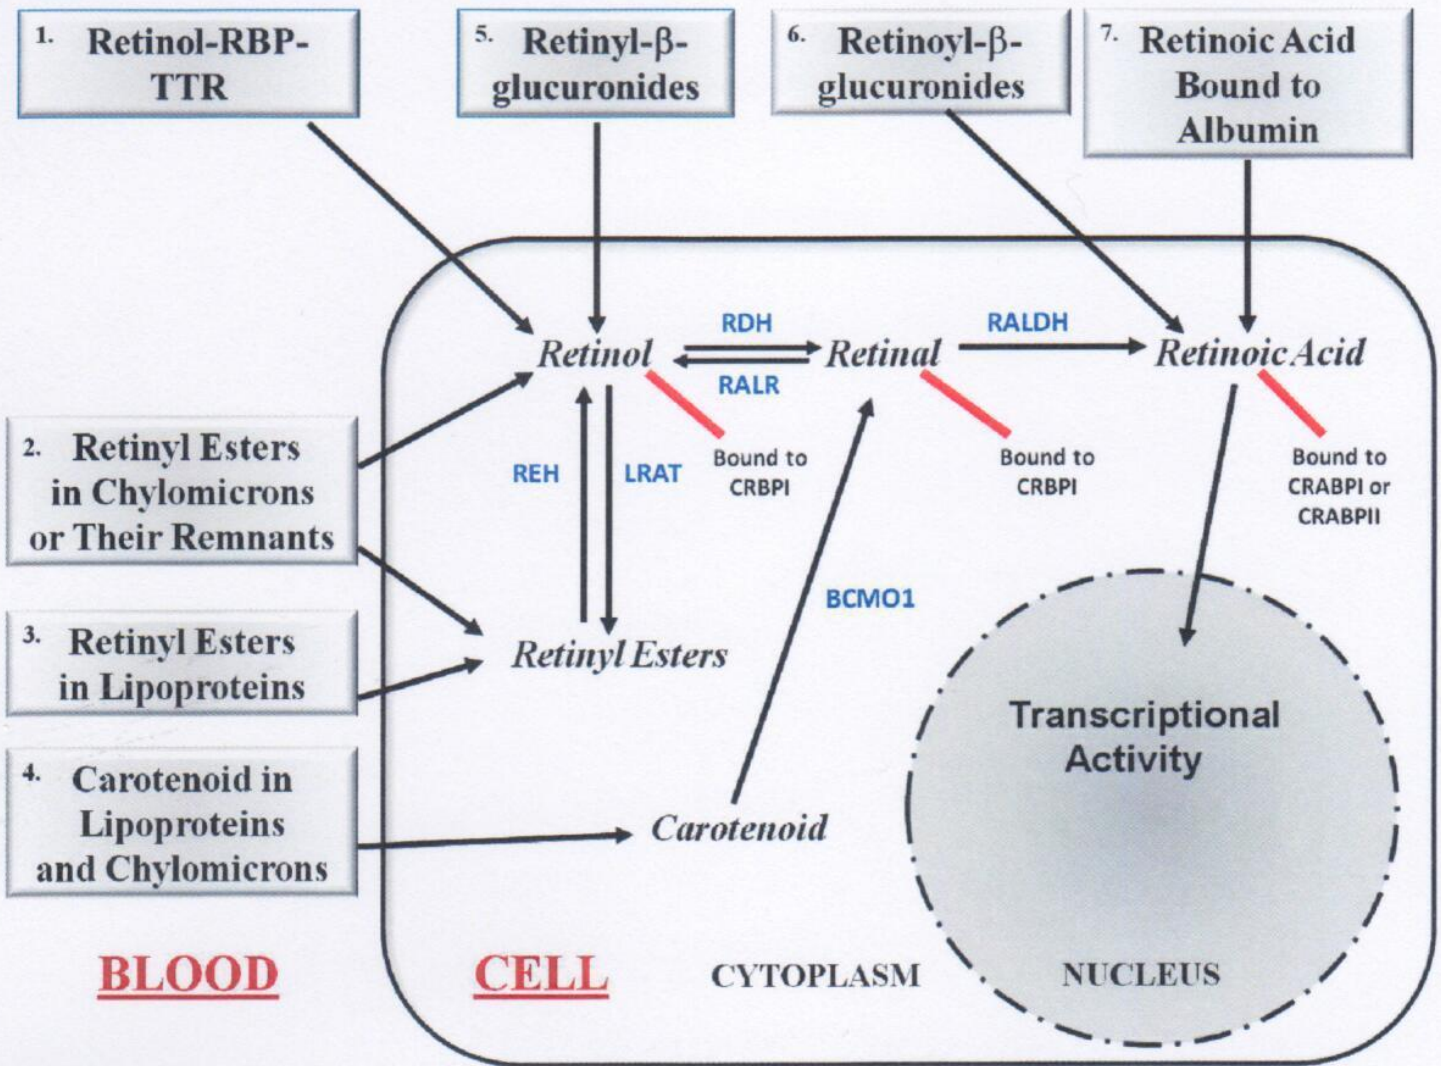 1. Retinol-RBP-
TTR
5. Retinyl-β-
glucuronides
6. Retinoyl-β-
glucuronides
7. Retinoic Acid
Bound to
Albumin
2. Retinyl Esters
in Chylomicrons
or Their Remnants
3. Retinyl Esters
in Lipoproteins
4. Carotenoid in
Lipoproteins
and Chylomicrons
Retinol
RDH
RALR
Retinal
RALDH
Retinoic Acid
REH
LRAT
Bound to
CRBPI
Bound to
CRBPI
Bound to
CRABPI or
CRABPII
BCMO1
Retinyl Esters
Carotenoid
Transcriptional
Activity
BLOOD
CELL
CYTOPLASM
NUCLEUS